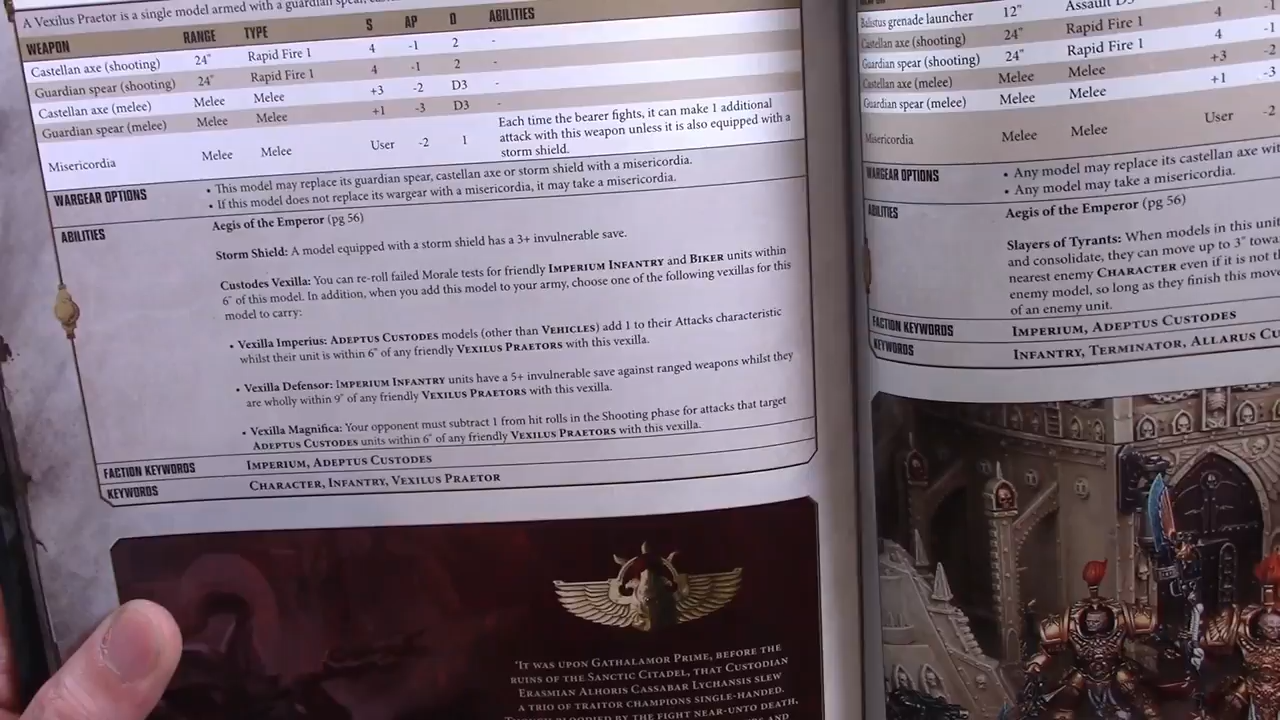 A Vexilus Praetor is a single model armed with a guardian spear,
WEAPON RANGE TYPE S AP D ABILITIES
Castellan axe (shooting) 24" Rapid Fire 1 4 -1 2 -
Guardian spear (shooting) 24" Rapid Fire 1 4 -1 2 -
Castellan axe (melee) Melee Melee +3 -2 D3 -
Guardian spear (melee) Melee Melee +1 -3 D3 -
Misericordia Melee Melee User -2 1 Each time the bearer fights, it can make 1 additional
attack with this weapon unless it is also equipped with a
storm shield.
WARGEAR OPTIONS • This model may replace its guardian spear, castellan axe or storm shield with a misericordia.
• If this model does not replace its wargear with a misericordia, it may take a misericordia.
ABILITIES Aegis of the Emperor (pg 56)
Storm Shield: A model equipped with a storm shield has a 3+ invulnerable save.
Custodes Vexilla: You can re-roll failed Morale tests for friendly IMPERIUM INFANTRY and BIKER units within
6" of this model. In addition, when you add this model to your army, choose one of the following vexillas for this
model to carry:
• Vexilla Imperius: ADEPTUS CUSTODES models (other than VEHICLES) add 1 to their Attacks characteristic
whilst their unit is within 6" of any friendly VEXILUS PRAETORS with this vexilla.
• Vexilla Defensor: IMPERIUM INFANTRY units have a 5+ invulnerable save against ranged weapons whilst they
are wholly within 9" of any friendly VEXILUS PRAETORS with this vexilla.
• Vexilla Magnifica: Your opponent must subtract 1 from hit rolls in the Shooting phase for attacks that target
ADEPTUS CUSTODES units within 6" of any friendly VEXILUS PRAETORS with this vexilla.
FACTION KEYWORDS IMPERIUM, ADEPTUS CUSTODES
KEYWORDS CHARACTER, INFANTRY, VEXILUS PRAETOR
'IT WAS UPON GATHALAMOR PRIME, BEFORE THE
RUINS OF THE SANCTIC CITADEL, THAT CUSTODIAN
ERASMIAN ALHORIS CASSABAR LYCHANSIS SLEW
A TRIO OF TRAITOR CHAMPIONS SINGLE-HANDED.
THOUGH BLOODIED BY THE FIGHT NEAR-UNTO DEATH,
AND
Balistus grenade launcher 12" Assault D3 4 -1
Castellan axe (shooting) 24" Rapid Fire 1 4 -1
Guardian spear (shooting) 24" Rapid Fire 1
Castellan axe (melee) Melee Melee +3 -2
Guardian spear (melee) Melee Melee +1 -3
Misericordia Melee Melee User -2
WARGEAR OPTIONS • Any model may replace its castellan axe wit
• Any model may take a misericordia.
ABILITIES Aegis of the Emperor (pg 56)
Slayers of Tyrants: When models in this unit
and consolidate, they can move up to 3" towa
nearest enemy CHARACTER even if it is not t
enemy model, so long as they finish this mov
of an enemy unit.
FACTION KEYWORDS IMPERIUM, ADEPTUS CUSTODES
KEYWORDS INFANTRY, TERMINATOR, ALLARUS CU